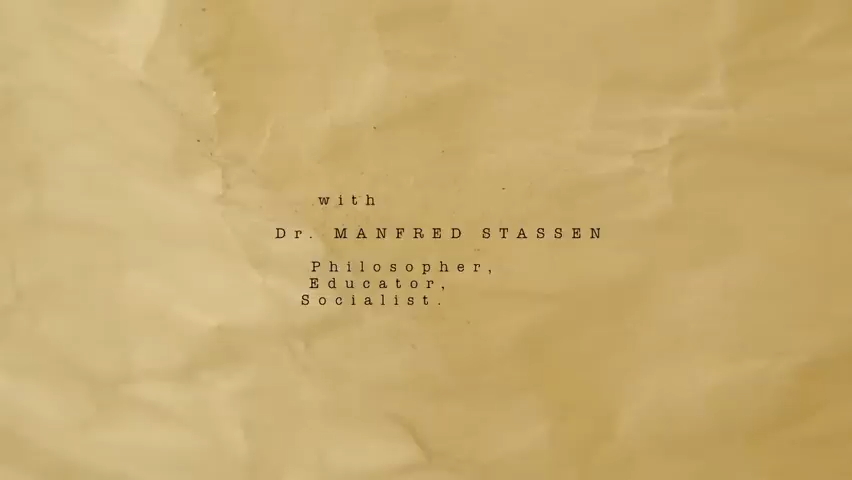 with
Dr. MANFRED STASSEN
Philosopher,
Educator,
Socialist.